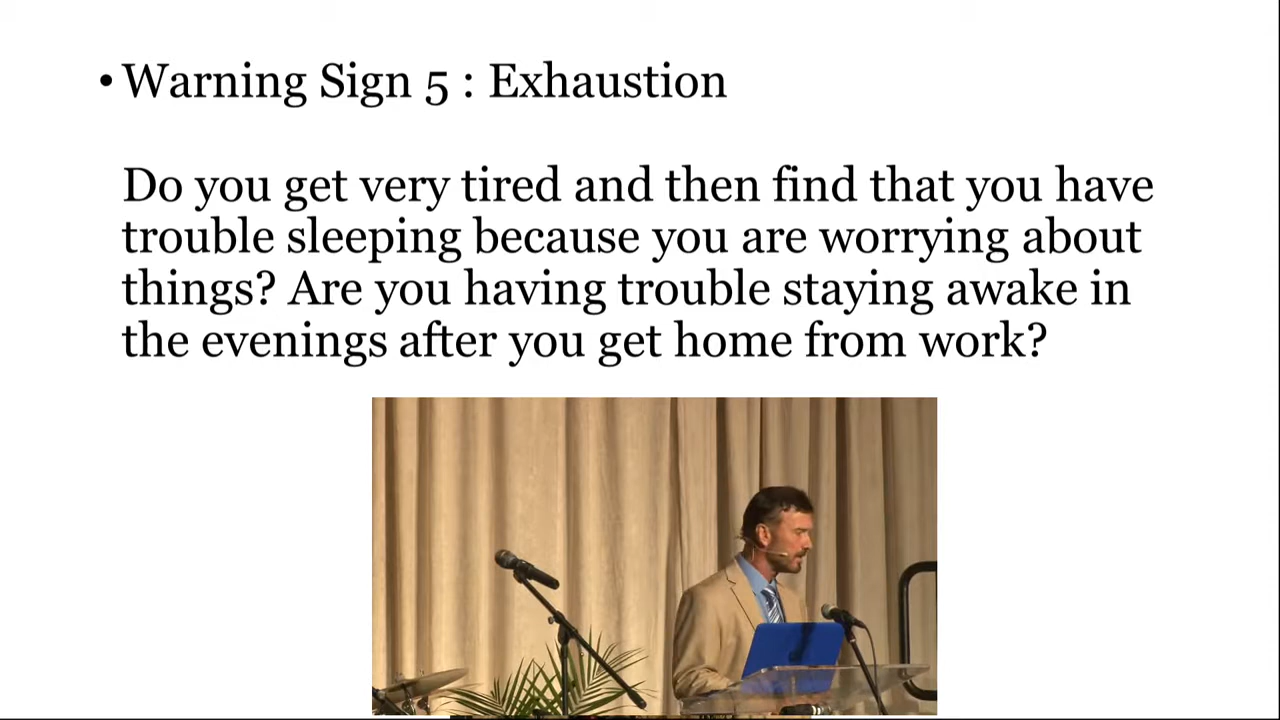 • Warning Sign 5 : Exhaustion
Do you get very tired and then find that you have
trouble sleeping because you are worrying about
things? Are you having trouble staying awake in
the evenings after you get home from work?